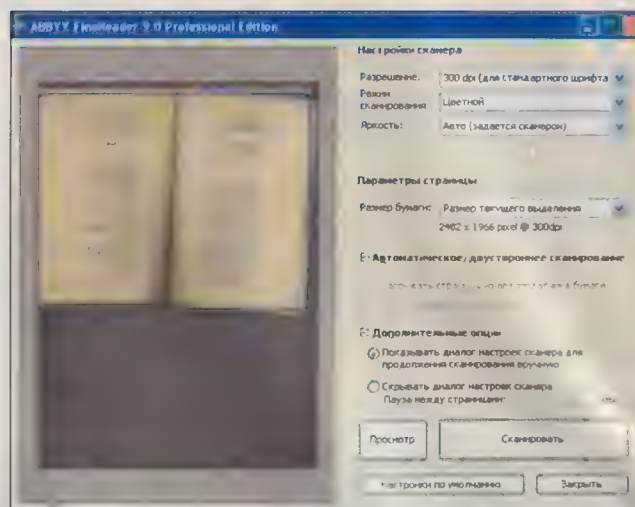 ABBYY FineReader 9.0 Professional Edition
Настройки сканера
Разрешение: 300 dpi (для стандартного шрифта
Режим сканирования Цветной
Яркость: Авто (задается сканером)
Параметры страницы
Размер бумаги: Размер текущего выделения
2482 x 1966 pixel @ 300dpi
Автоматическое, двустороннее сканирование
Дополнительные опции
Показывать диалог настроек сканера для
продолжения сканирования вручную
Скрывать диалог настроек сканера
Пауза между страницами:
Просмотр Сканировать
Настройки по умолчанию Закрыть